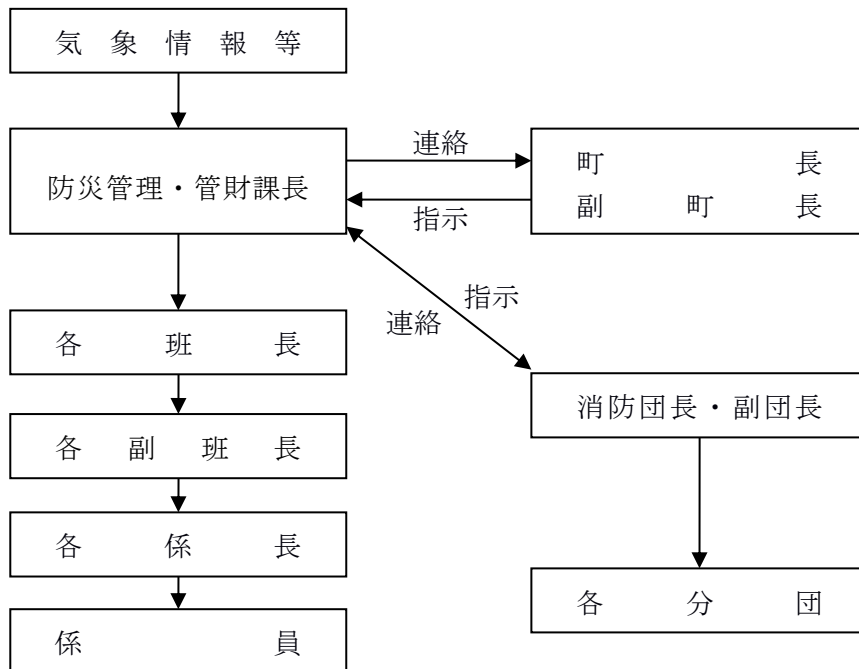 気象情報等
防災管理・管財課長
連絡
町長
副町長
指示
指示
連絡
各班長
消防団長・副団長
各副班長
各係長
各分団
係員